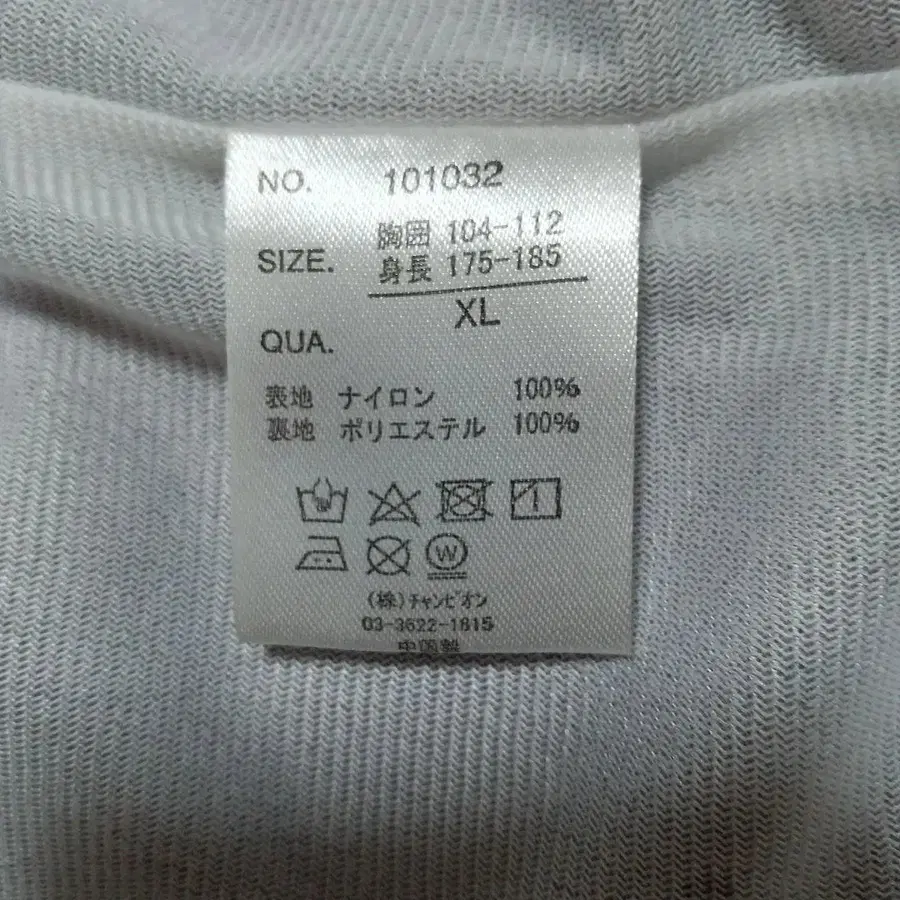 NO. 101032
SIZE. 胸囲 104-112
身長 175-185
XL
QUA.
表地 ナイロン 100%
裏地 ポリエステル 100%
W
(株)チャンピオン
03-3622-1815
中国製